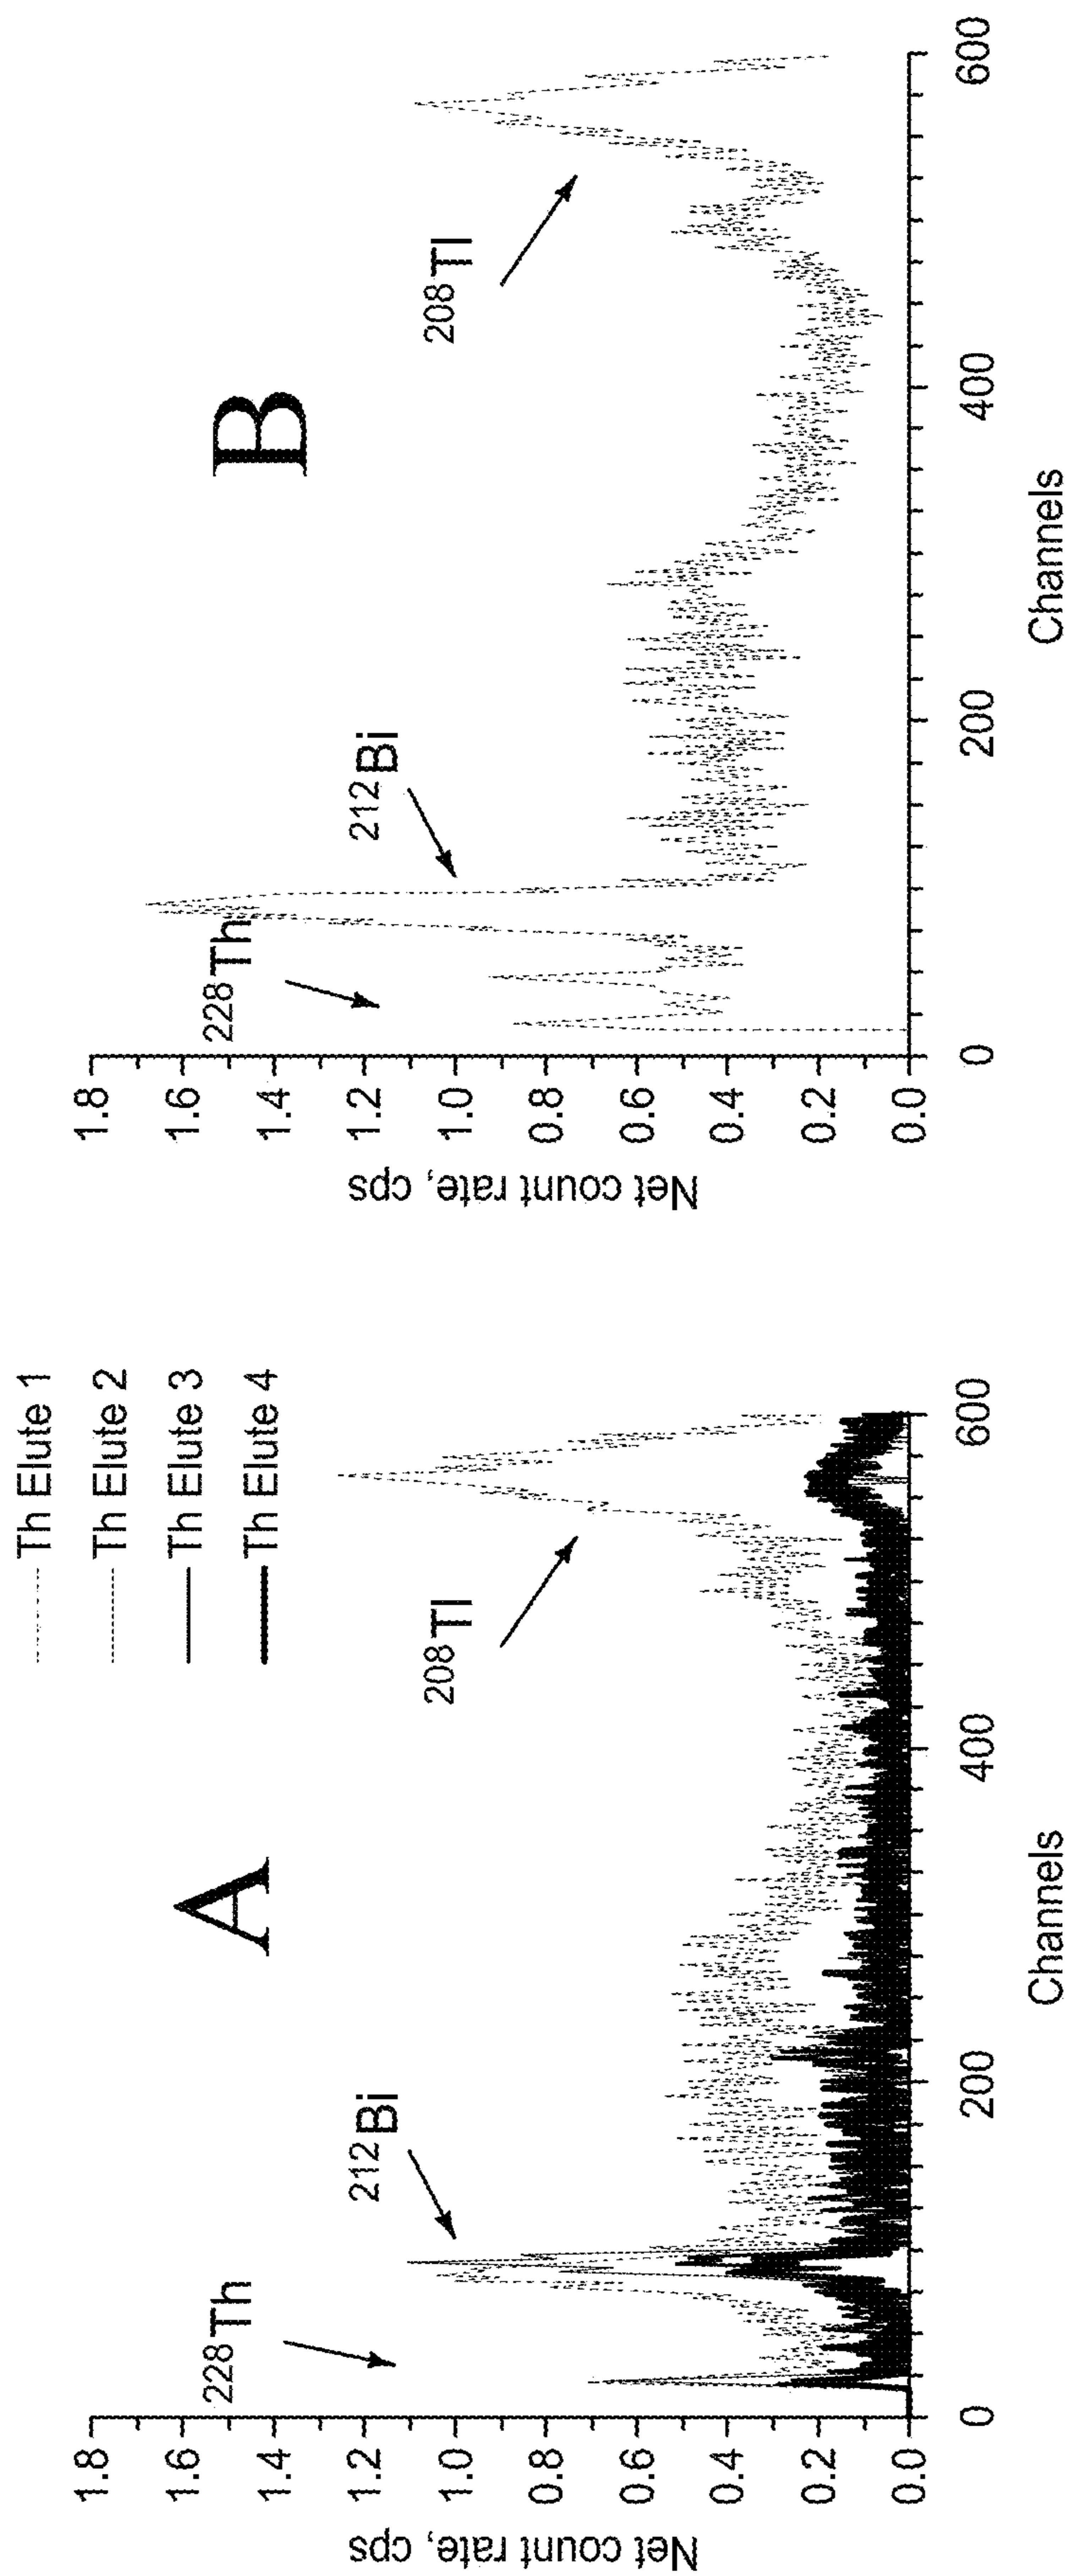 Th Elute 1
Th Elute 2
Th Elute 3
Th Elute 4
A
228Th
212Bi
208Tl
Net count rate, cps
1.8
1.6
1.4
1.2
1.0
0.8
0.6
0.4
0.2
0.0
0 200 400 600
Channels
B
228Th
212Bi
208Tl
Net count rate, cps
1.8
1.6
1.4
1.2
1.0
0.8
0.6
0.4
0.2
0.0
0 200 400 600
Channels